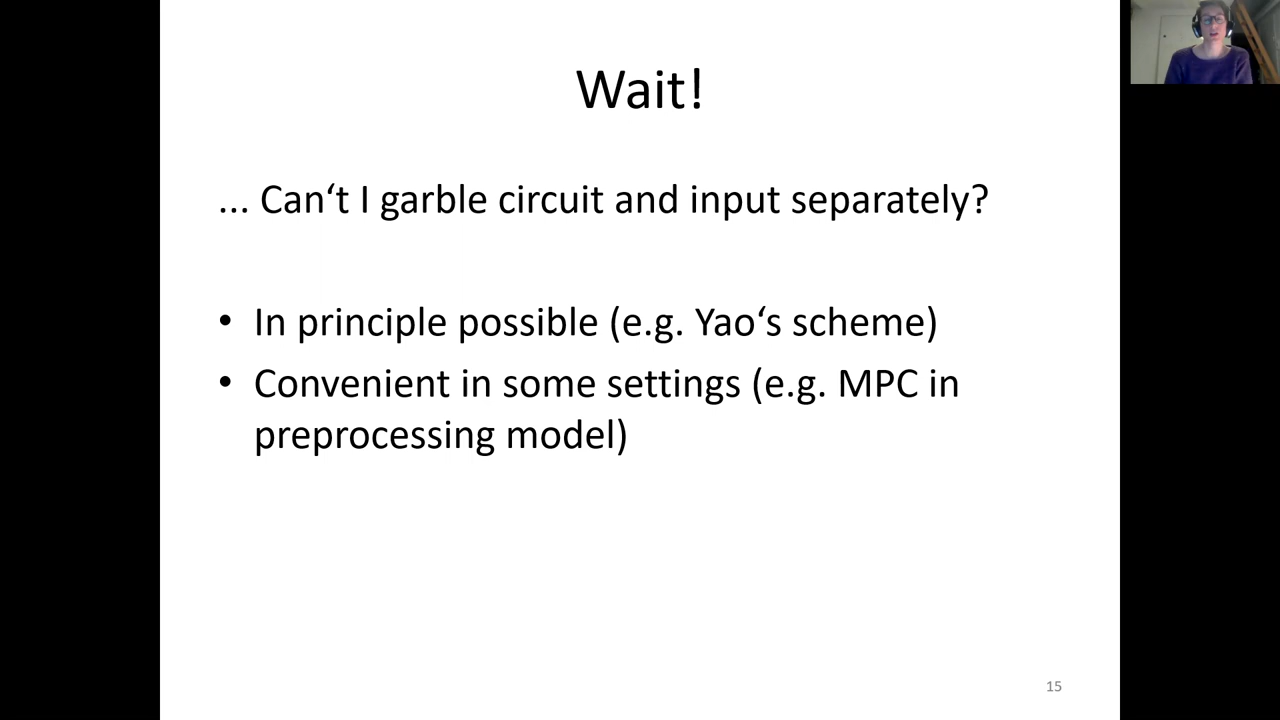 Wait!
... Can‘t I garble circuit and input separately?
• In principle possible (e.g. Yao‘s scheme)
• Convenient in some settings (e.g. MPC in
preprocessing model)
15